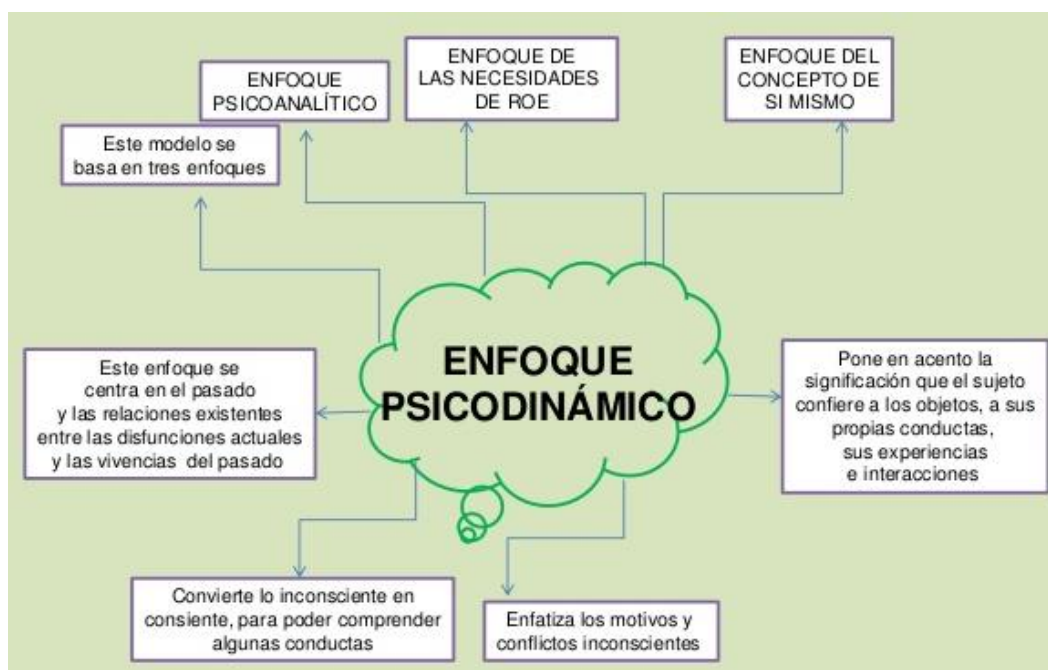 ENFOQUE
PSICOANALÍTICO
ENFOQUE DE
LAS NECESIDADES
DE ROE
ENFOQUE DEL
CONCEPTO DE
SI MISMO
Este modelo se
basa en tres enfoques
ENFOQUE
PSICODINÁMICO
Este enfoque se
centra en el pasado
y las relaciones existentes
entre las disfunciones actuales
y las vivencias del pasado
Pone en acento la
significación que el sujeto
confiere a los objetos, a sus
propias conductas,
sus experiencias
e interacciones
Convierte lo inconsciente en
consiente, para poder comprender
algunas conductas
Enfatiza los motivos y
conflictos inconscientes